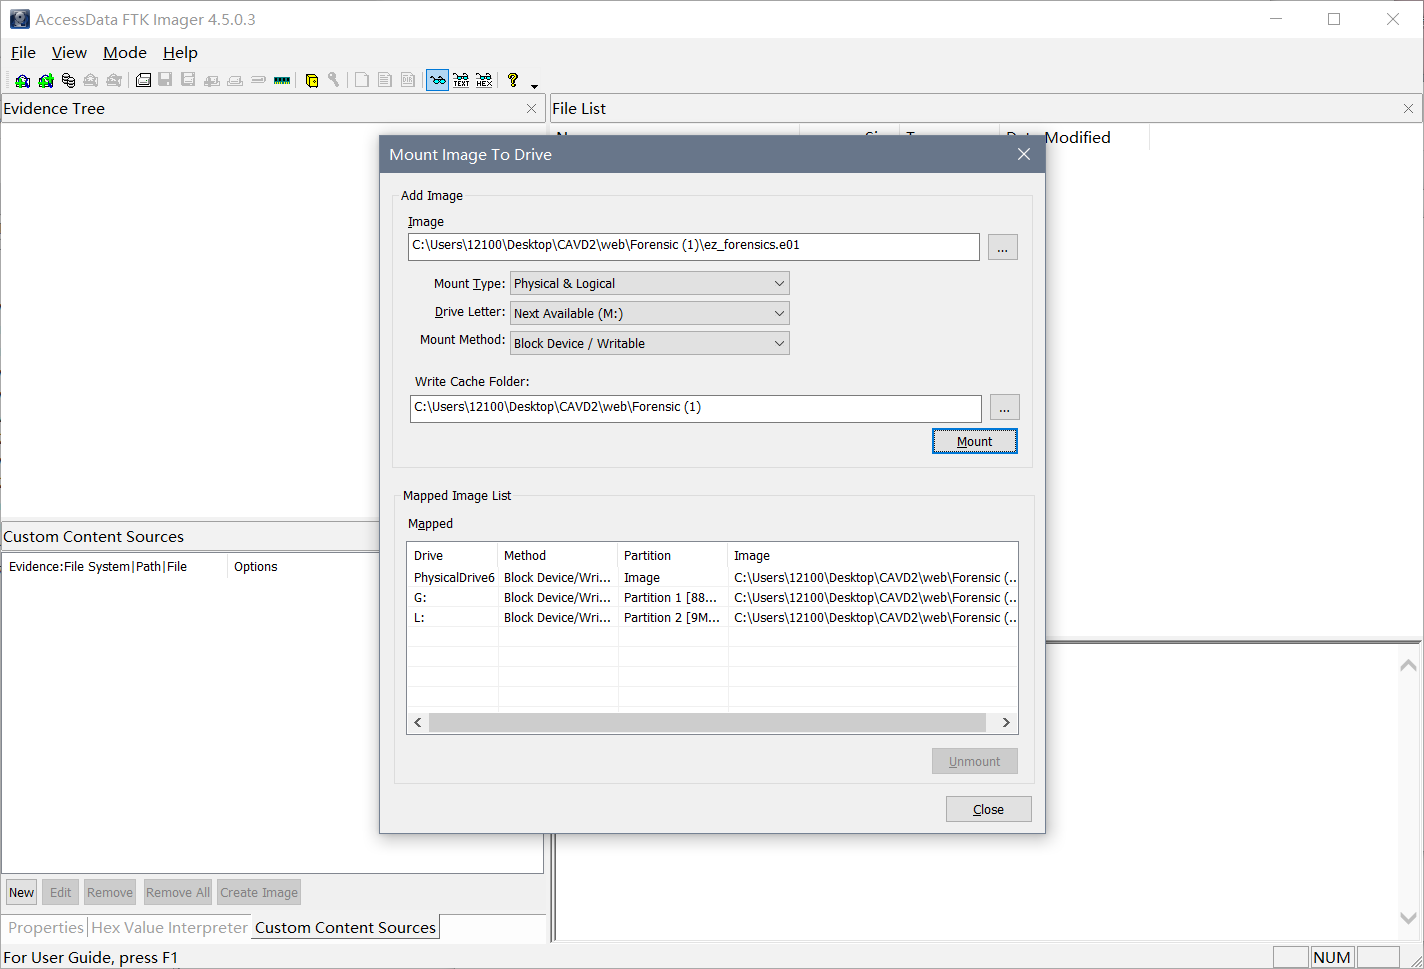 AccessData FTK Imager 4.5.0.3
File View Mode Help
Evidence Tree
File List
Modified
Mount Image To Drive
Add Image
Image
C:\Users\12100\Desktop\CAVD2\web\Forensic (1)\ez_forensics.e01
...
Mount Type: Physical & Logical
Drive Letter: Next Available (M:)
Mount Method: Block Device / Writable
Write Cache Folder:
C:\Users\12100\Desktop\CAVD2\web\Forensic (1)
...
Mount
Mapped Image List
Mapped
Drive Method Partition Image
PhysicalDrive6 Block Device/Wri... Image C:\Users\12100\Desktop\CAVD2\web\Forensic (..
G: Block Device/Wri... Partition 1 [88... C:\Users\12100\Desktop\CAVD2\web\Forensic (..
L: Block Device/Wri... Partition 2 [9M... C:\Users\12100\Desktop\CAVD2\web\Forensic (..
Unmount
Close
Custom Content Sources
Evidence:File System|Path|File Options
New Edit Remove Remove All Create Image
Properties Hex Value Interpreter Custom Content Sources
For User Guide, press F1
NUM